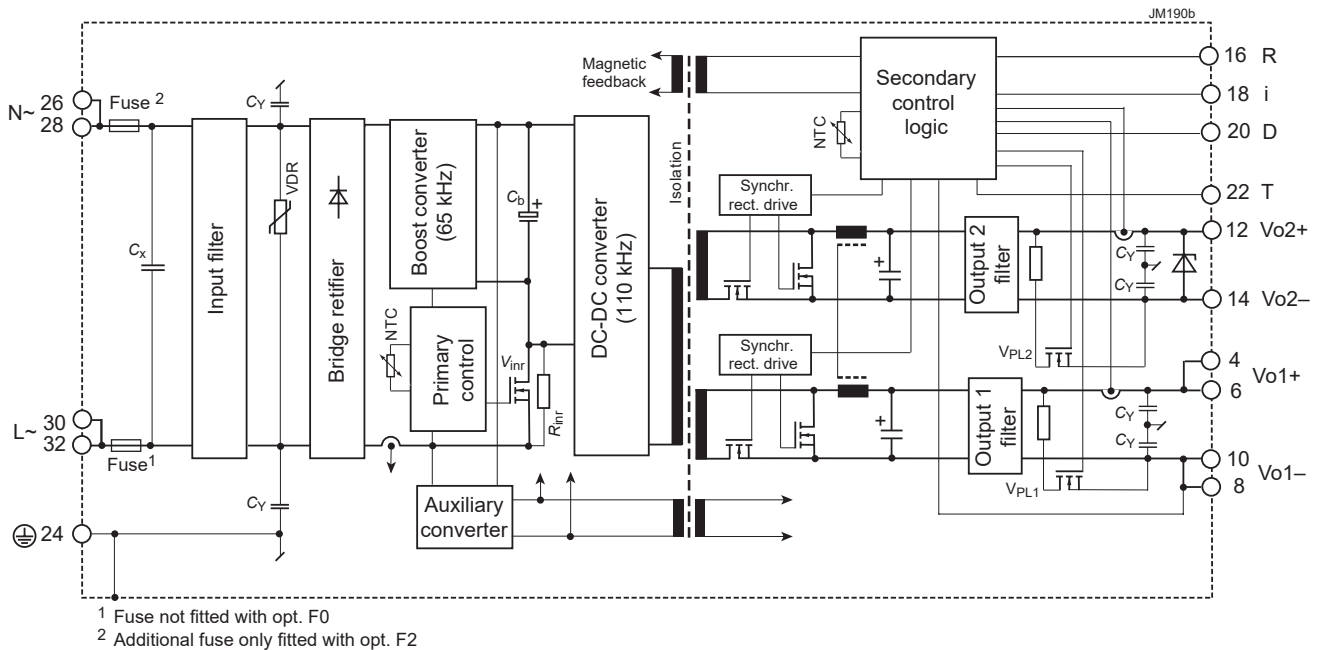 JM190b
N~ 26
28
Fuse 2
CY
VDR
Cx
Input filter
Bridge retifier
Boost converter
(65 kHz)
Cb
+
NTC
Primary
control
Vinr
Rinr
DC-DC converter
(110 kHz)
L~ 30
32
Fuse1
CY
24
Auxiliary
converter
Magnetic
feedback
Isolation
Secondary
control
logic
NTC
Synchr.
rect. drive
+
Output 2
filter
VPL2
CY
CY
Synchr.
rect. drive
+
Output 1
filter
VPL1
CY
CY
16 R
18 i
20 D
22 T
12 Vo2+
14 Vo2–
4
Vo1+
6
10
Vo1–
8
1 Fuse not fitted with opt. F0
2 Additional fuse only fitted with opt. F2